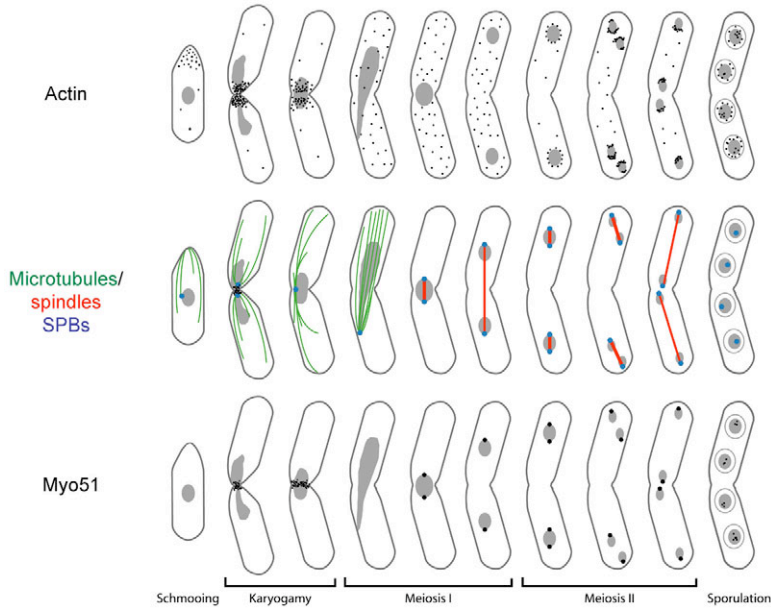 Actin
Microtubules/
spindles
SPBs
Myo51
Schmooing
Karyogamy
Meiosis I
Meiosis II
Sporulation